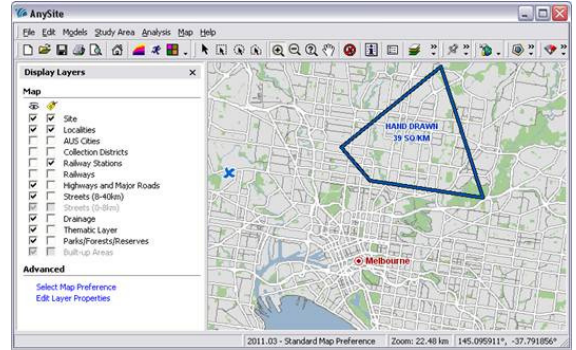 AnySite
File Edit Models Study Area Analysis Map Help
Display Layers
Map
Site
Localities
AUS Cities
Collection Districts
Railway Stations
Railways
Highways and Major Roads
Streets (8-40km)
Streets (0-8km)
Drainage
Thematic Layer
Parks/Forests/Reserves
Built-up Areas
Advanced
Select Map Preference
Edit Layer Properties
HAND DRAWN
39 SQ KM
Melbourne
2011.03 - Standard Map Preference Zoom: 22.48 km 145.095911°, -37.791856°